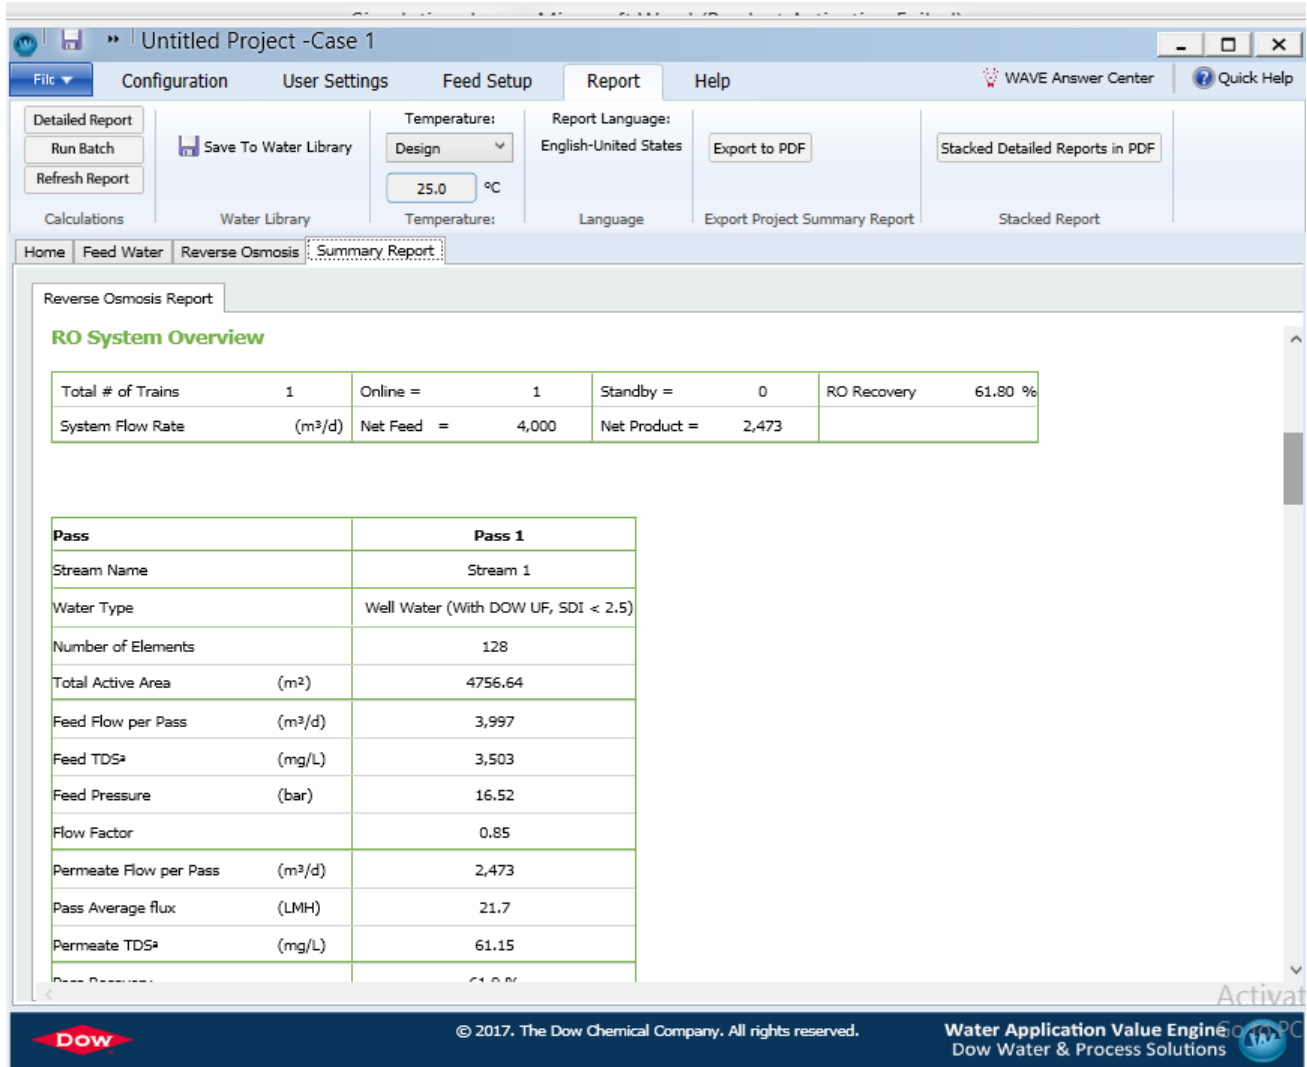 Untitled Project -Case 1
File
Configuration
User Settings
Feed Setup
Report
Help
WAVE Answer Center
Quick Help
Detailed Report
Run Batch
Refresh Report
Calculations
Save To Water Library
Water Library
Temperature:
Design
25.0 ºC
Temperature:
Report Language:
English-United States
Language
Export to PDF
Export Project Summary Report
Stacked Detailed Reports in PDF
Stacked Report
Home Feed Water Reverse Osmosis Summary Report
Reverse Osmosis Report
RO System Overview
Total # of Trains 1 Online = 1 Standby = 0 RO Recovery 61.80 %
System Flow Rate (m³/d) Net Feed = 4,000 Net Product = 2,473
Pass Pass 1
Stream Name Stream 1
Water Type Well Water (With DOW UF, SDI < 2.5)
Number of Elements 128
Total Active Area (m²) 4756.64
Feed Flow per Pass (m³/d) 3,997
Feed TDSª (mg/L) 3,503
Feed Pressure (bar) 16.52
Flow Factor 0.85
Permeate Flow per Pass (m³/d) 2,473
Pass Average flux (LMH) 21.7
Permeate TDSª (mg/L) 61.15
Activat
DOW
© 2017. The Dow Chemical Company. All rights reserved.
Water Application Value Engine
Dow Water & Process Solutions